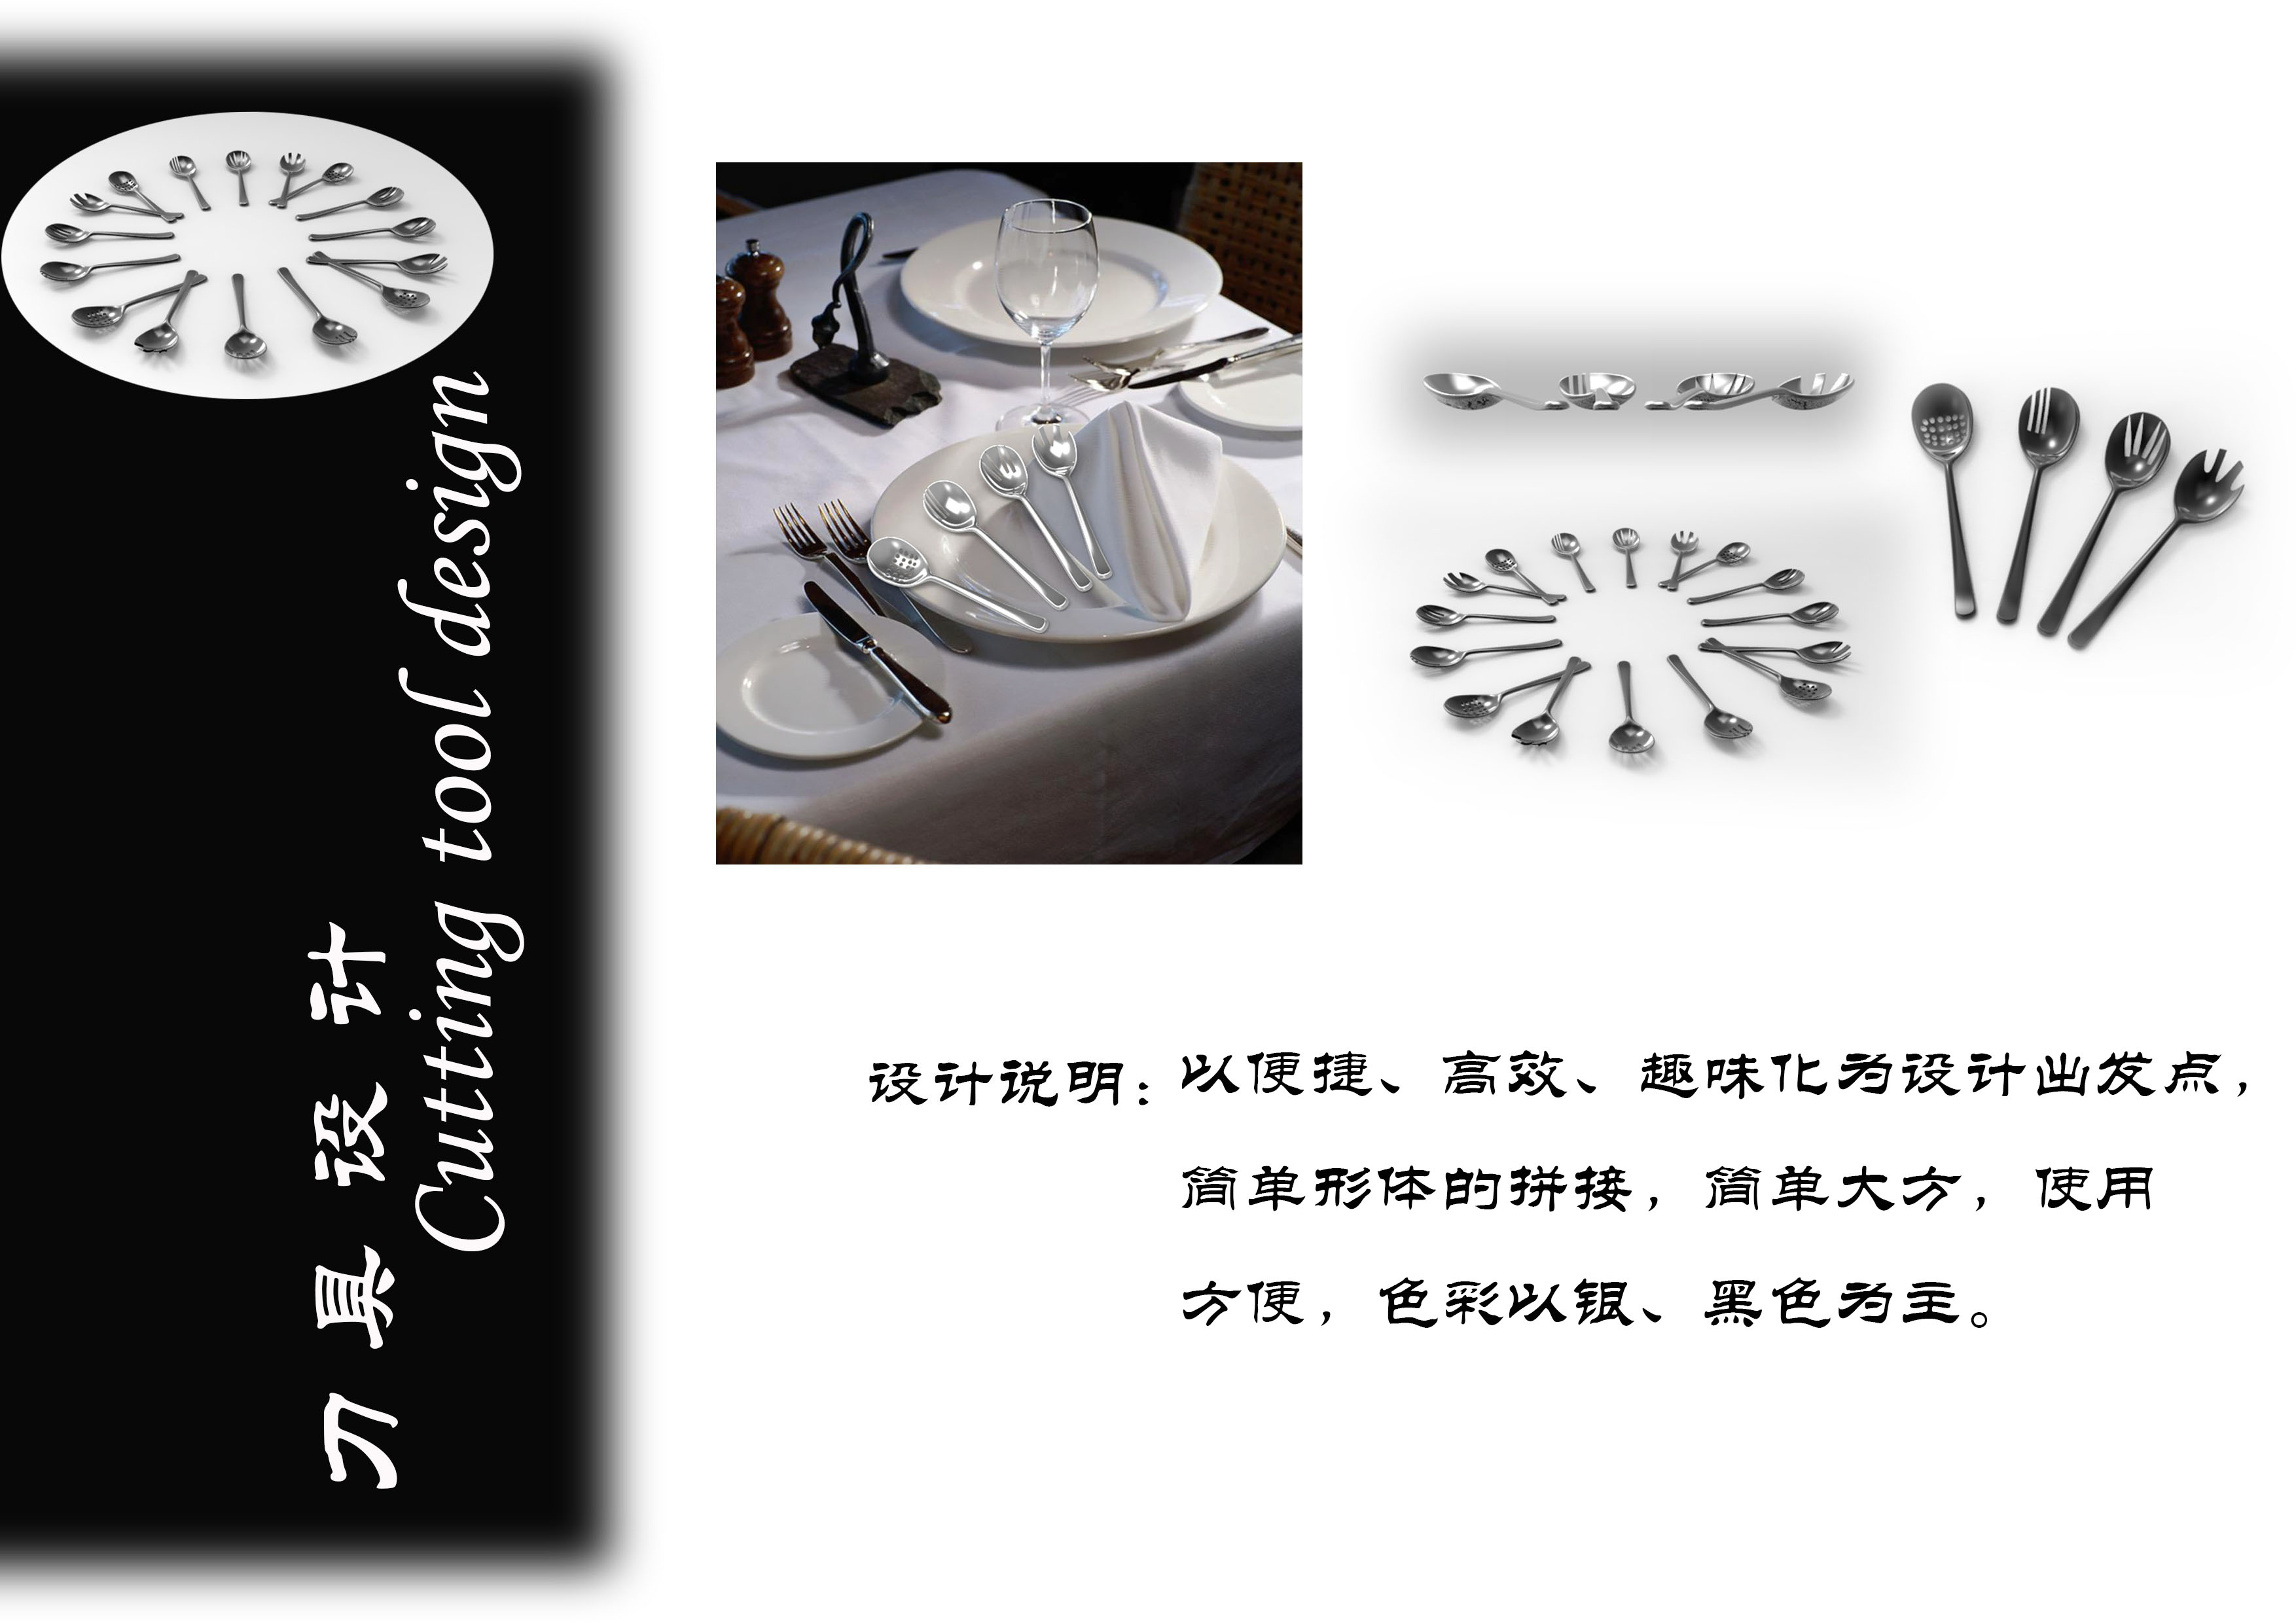 刀具设计
Cutting tool design
设计说明：以便捷、高效、趣味化为设计出发点，
简单形体的拼接，简单大方，使用
方便，色彩以银、黑色为主。